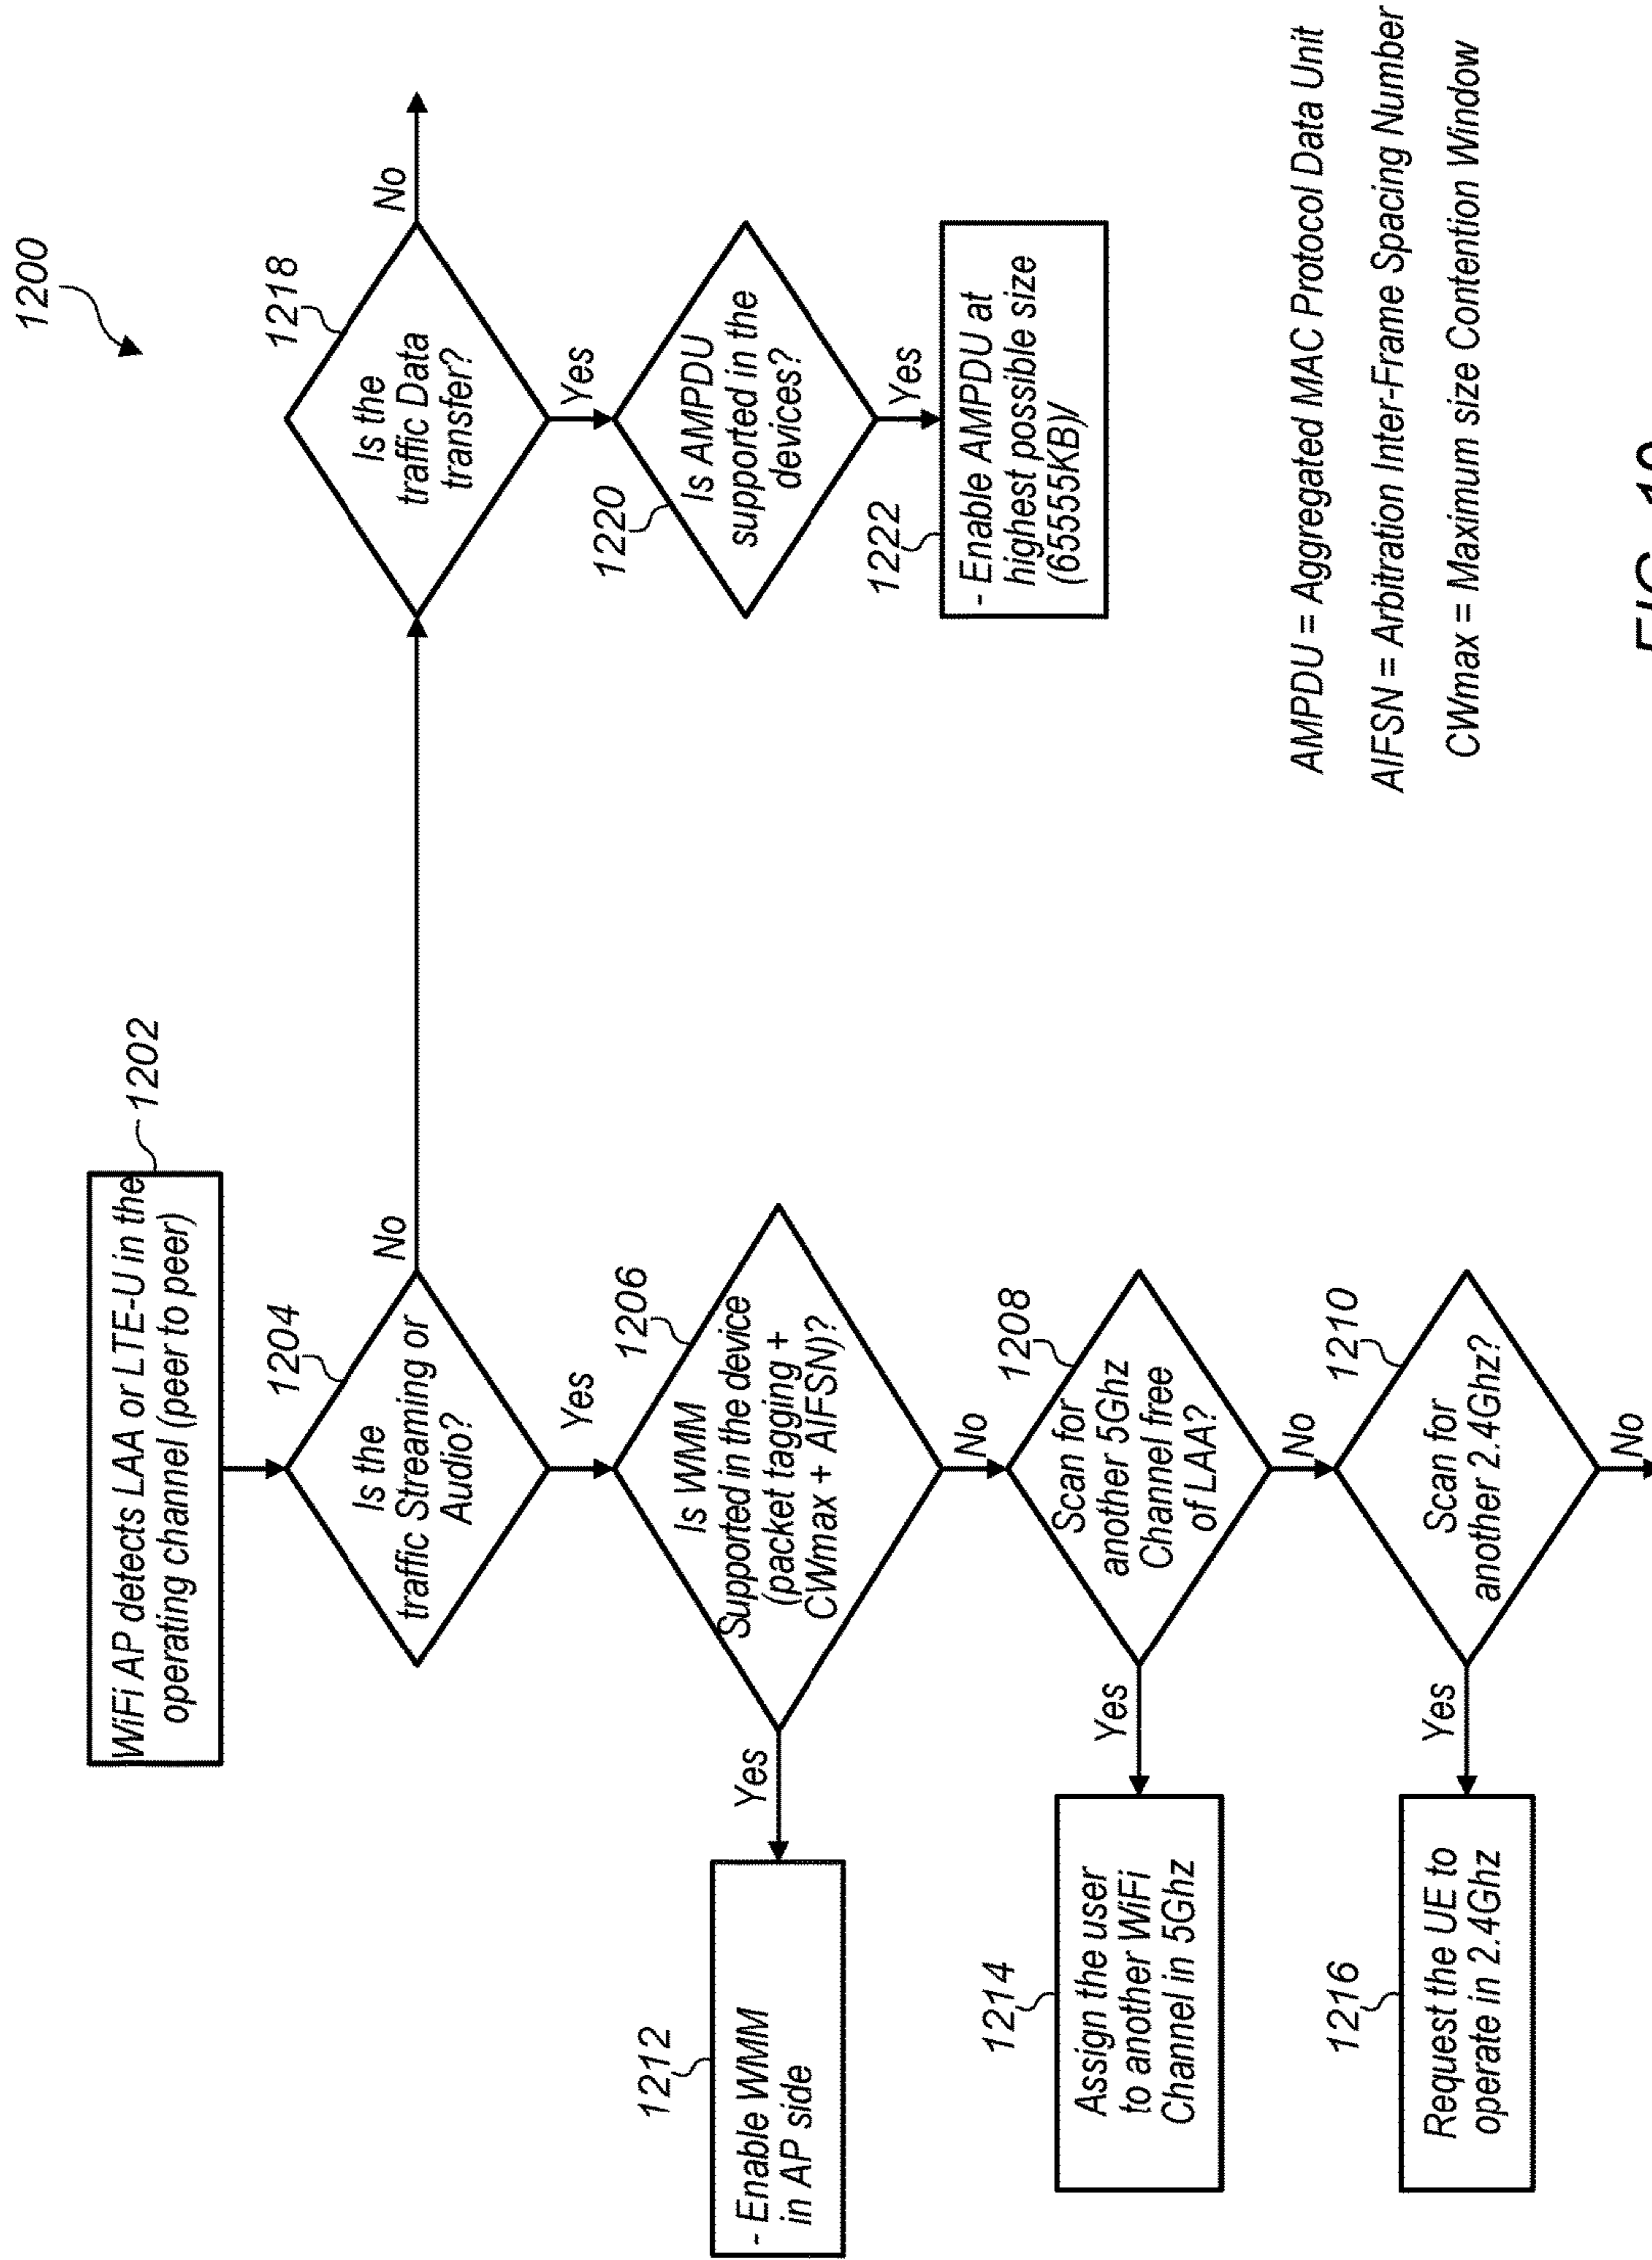 1200
WiFi AP detects LAA or LTE-U in the
operating channel (peer to peer)
1202
1204
Is the
traffic Streaming or
Audio?
No
Yes
1218
Is the
traffic Data
transfer?
No
Yes
1206
Is WMM
Supported in the device
(packet tagging +
CWmax + AIFSN)?
Yes
No
1220
Is AMPDU
supported in the
devices?
Yes
1212
- Enable WMM
in AP side
1222
- Enable AMPDU at
highest possible size
(65555KB)/
1208
Scan for
another 5Ghz
Channel free
of LAA?
Yes
No
1214
Assign the user
to another WiFi
Channel in 5Ghz
1210
Scan for
another 2.4Ghz?
Yes
No
1216
Request the UE to
operate in 2.4Ghz
AMPDU = Aggregated MAC Protocol Data Unit
AIFSN = Arbitration Inter-Frame Spacing Number
CWmax = Maximum size Contention Window
FIG.